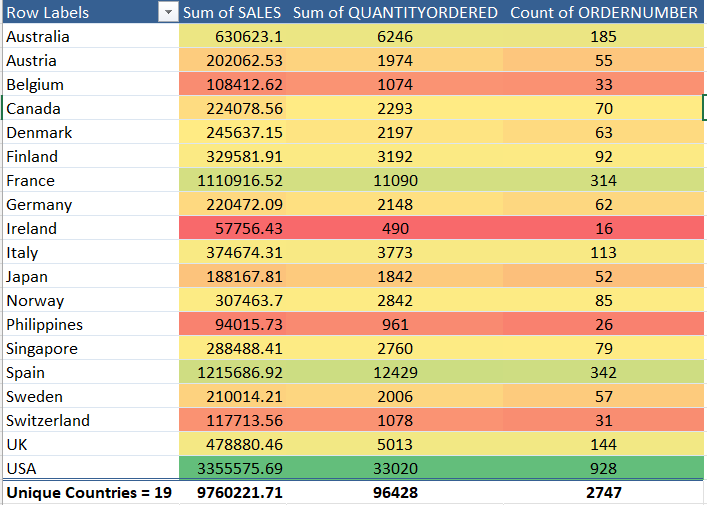 Row Labels Sum of SALES Sum of QUANTITYORDERED Count of ORDERNUMBER
Australia 630623.1 6246 185
Austria 202062.53 1974 55
Belgium 108412.62 1074 33
Canada 224078.56 2293 70
Denmark 245637.15 2197 63
Finland 329581.91 3192 92
France 1110916.52 11090 314
Germany 220472.09 2148 62
Ireland 57756.43 490 16
Italy 374674.31 3773 113
Japan 188167.81 1842 52
Norway 307463.7 2842 85
Philippines 94015.73 961 26
Singapore 288488.41 2760 79
Spain 1215686.92 12429 342
Sweden 210014.21 2006 57
Switzerland 117713.56 1078 31
UK 478880.46 5013 144
USA 3355575.69 33020 928
Unique Countries = 19 9760221.71 96428 2747